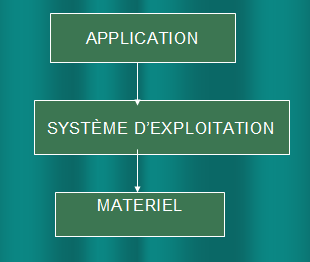 APPLICATION
SYSTÈME D’EXPLOITATION
MATERIEL